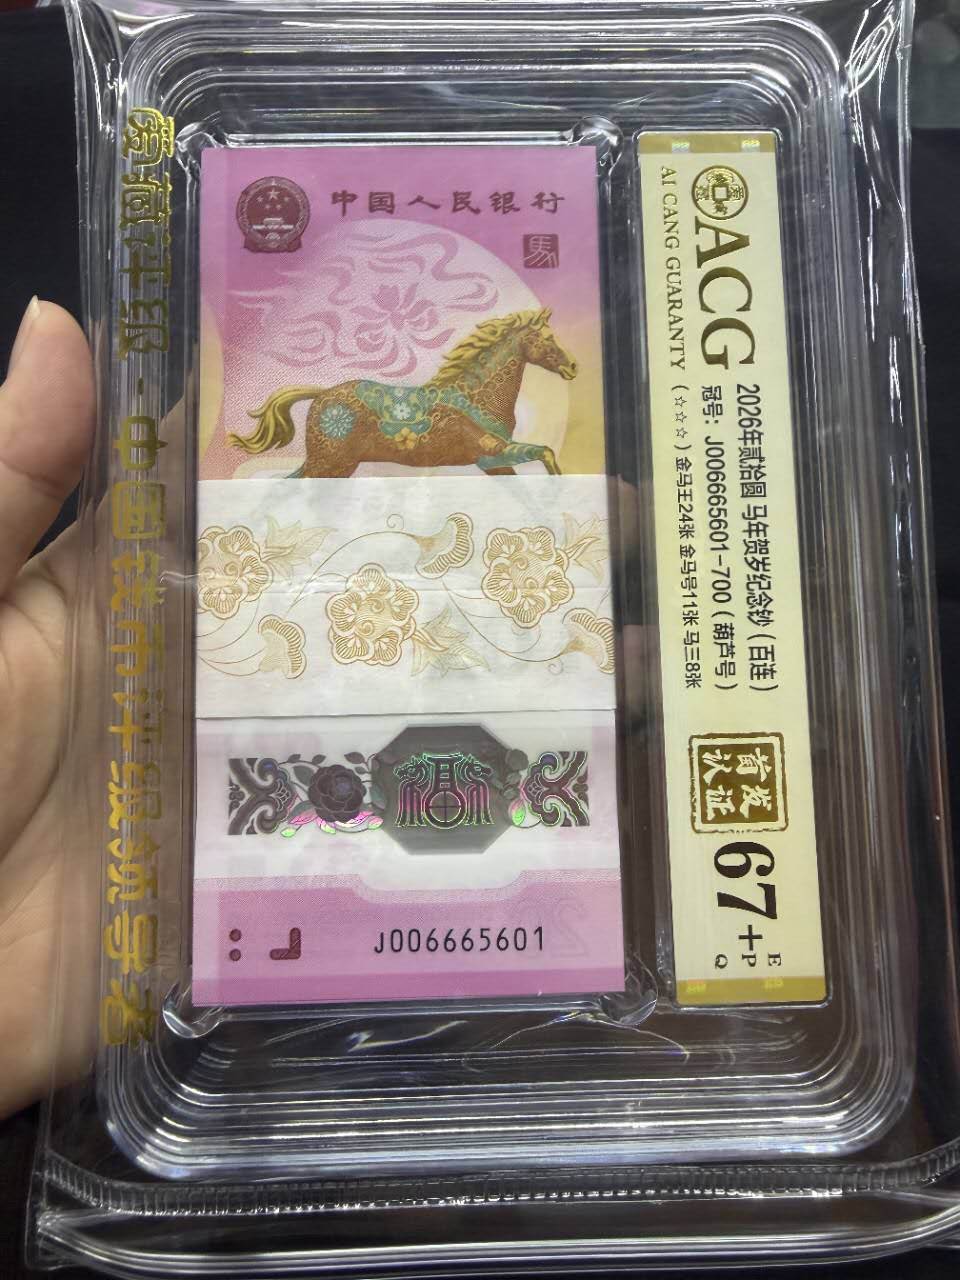 爱藏评级-中国钱币评级领导者
中国人民银行
馬
J006665601
20
ACG
AI CANG GUARANTY
2026年贰拾圆 马年贺岁纪念钞（百连）
冠号：J006665601-700（葫芦号）
（☆☆☆）金马王24张 金马号11张 马三8张
首发
认证
67+
E
P
Q